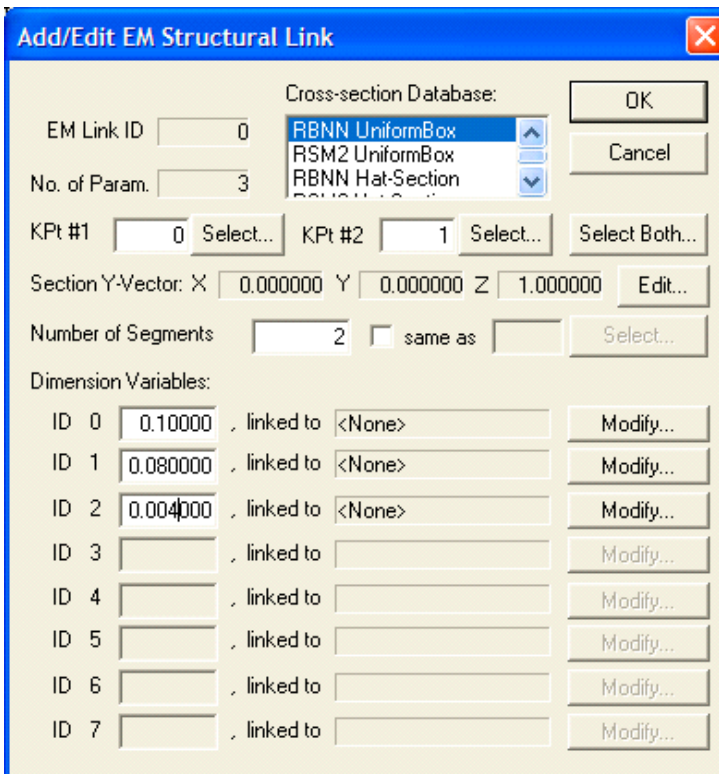 Add/Edit EM Structural Link
Cross-section Database:
OK
EM Link ID 0
RBNN UniformBox
RSM2 UniformBox
RBNN Hat-Section
Cancel
No. of Param. 3
KPt #1 0 Select... KPt #2 1 Select... Select Both...
Section Y-Vector: X 0.000000 Y 0.000000 Z 1.000000 Edit...
Number of Segments 2 same as Select...
Dimension Variables:
ID 0 0.10000 , linked to <None> Modify...
ID 1 0.080000 , linked to <None> Modify...
ID 2 0.004000 , linked to <None> Modify...
ID 3 , linked to Modify...
ID 4 , linked to Modify...
ID 5 , linked to Modify...
ID 6 , linked to Modify...
ID 7 , linked to Modify...